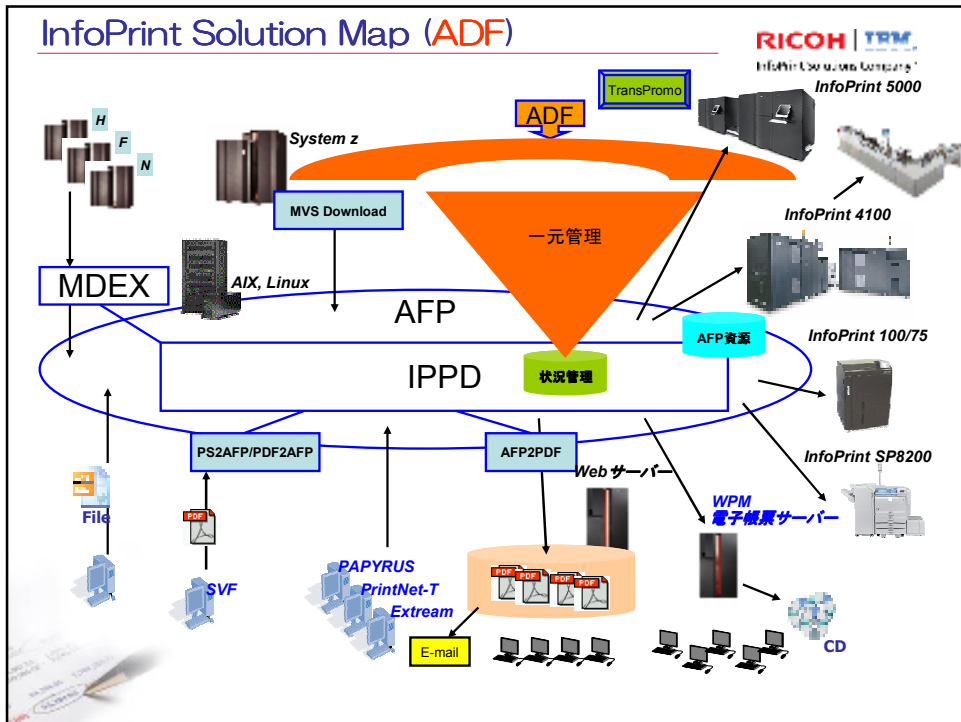 InfoPrint Solution Map (ADF)
RICOH | IBM
InfoPrint Solutions Company
TransPromo
InfoPrint 5000
ADF
H
F
N
System z
MVS Download
一元管理
InfoPrint 4100
MDEX
AIX, Linux
AFP
AFP資源
InfoPrint 100/75
IPPD
状況管理
PS2AFP/PDF2AFP
AFP2PDF
InfoPrint SP8200
Webサーバー
File
PDF
WPM
電子帳票サーバー
SVF
PAPYRUS
PrintNet-T
Extream
PDF
PDF
PDF
PDF
E-mail
CD